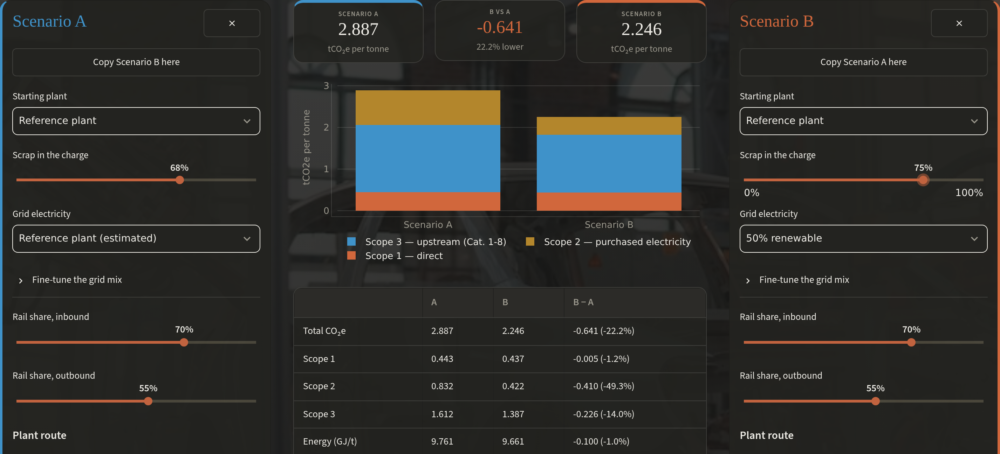 Scenario A
×
Copy Scenario B here
Starting plant
Reference plant
Scrap in the charge
68%
Grid electricity
Reference plant (estimated)
Fine-tune the grid mix
Rail share, inbound
70%
Rail share, outbound
55%
Plant route
SCENARIO A
2.887
tCO₂e per tonne
B VS A
-0.641
22.2% lower
SCENARIO B
2.246
tCO₂e per tonne
tCO2e per tonne
3
2
1
0
Scenario A
Scenario B
Scope 3 — upstream (Cat. 1-8)
Scope 2 — purchased electricity
Scope 1 — direct
A B B − A
Total CO₂e 2.887 2.246 -0.641 (-22.2%)
Scope 1 0.443 0.437 -0.005 (-1.2%)
Scope 2 0.832 0.422 -0.410 (-49.3%)
Scope 3 1.612 1.387 -0.226 (-14.0%)
Energy (GJ/t) 9.761 9.661 -0.100 (-1.0%)
Scenario B
×
Copy Scenario A here
Starting plant
Reference plant
Scrap in the charge
75%
0% 100%
Grid electricity
50% renewable
Fine-tune the grid mix
Rail share, inbound
70%
Rail share, outbound
55%
Plant route